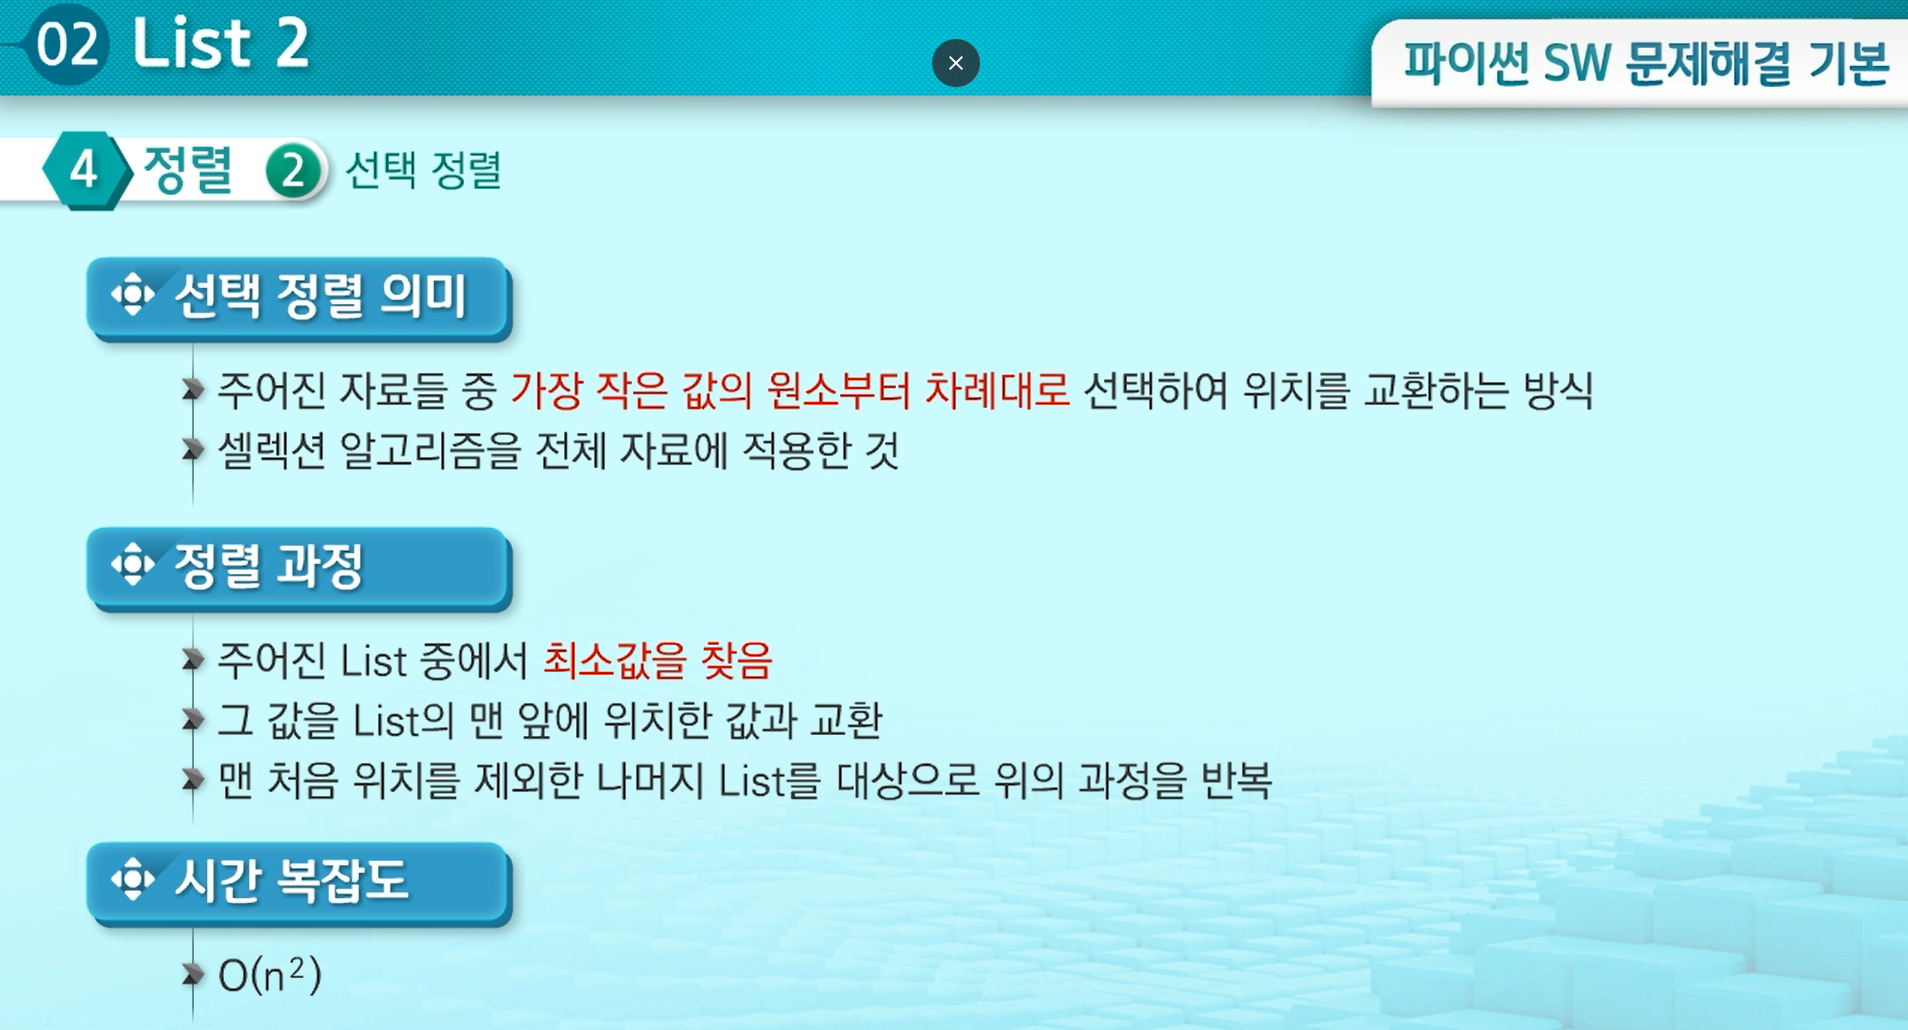 02 List 2
파이썬 SW 문제해결 기본
4 정렬 2 선택 정렬
선택 정렬 의미
주어진 자료들 중 가장 작은 값의 원소부터 차례대로 선택하여 위치를 교환하는 방식
셀렉션 알고리즘을 전체 자료에 적용한 것
정렬 과정
주어진 List 중에서 최소값을 찾음
그 값을 List의 맨 앞에 위치한 값과 교환
맨 처음 위치를 제외한 나머지 List를 대상으로 위의 과정을 반복
시간 복잡도
O(n²)